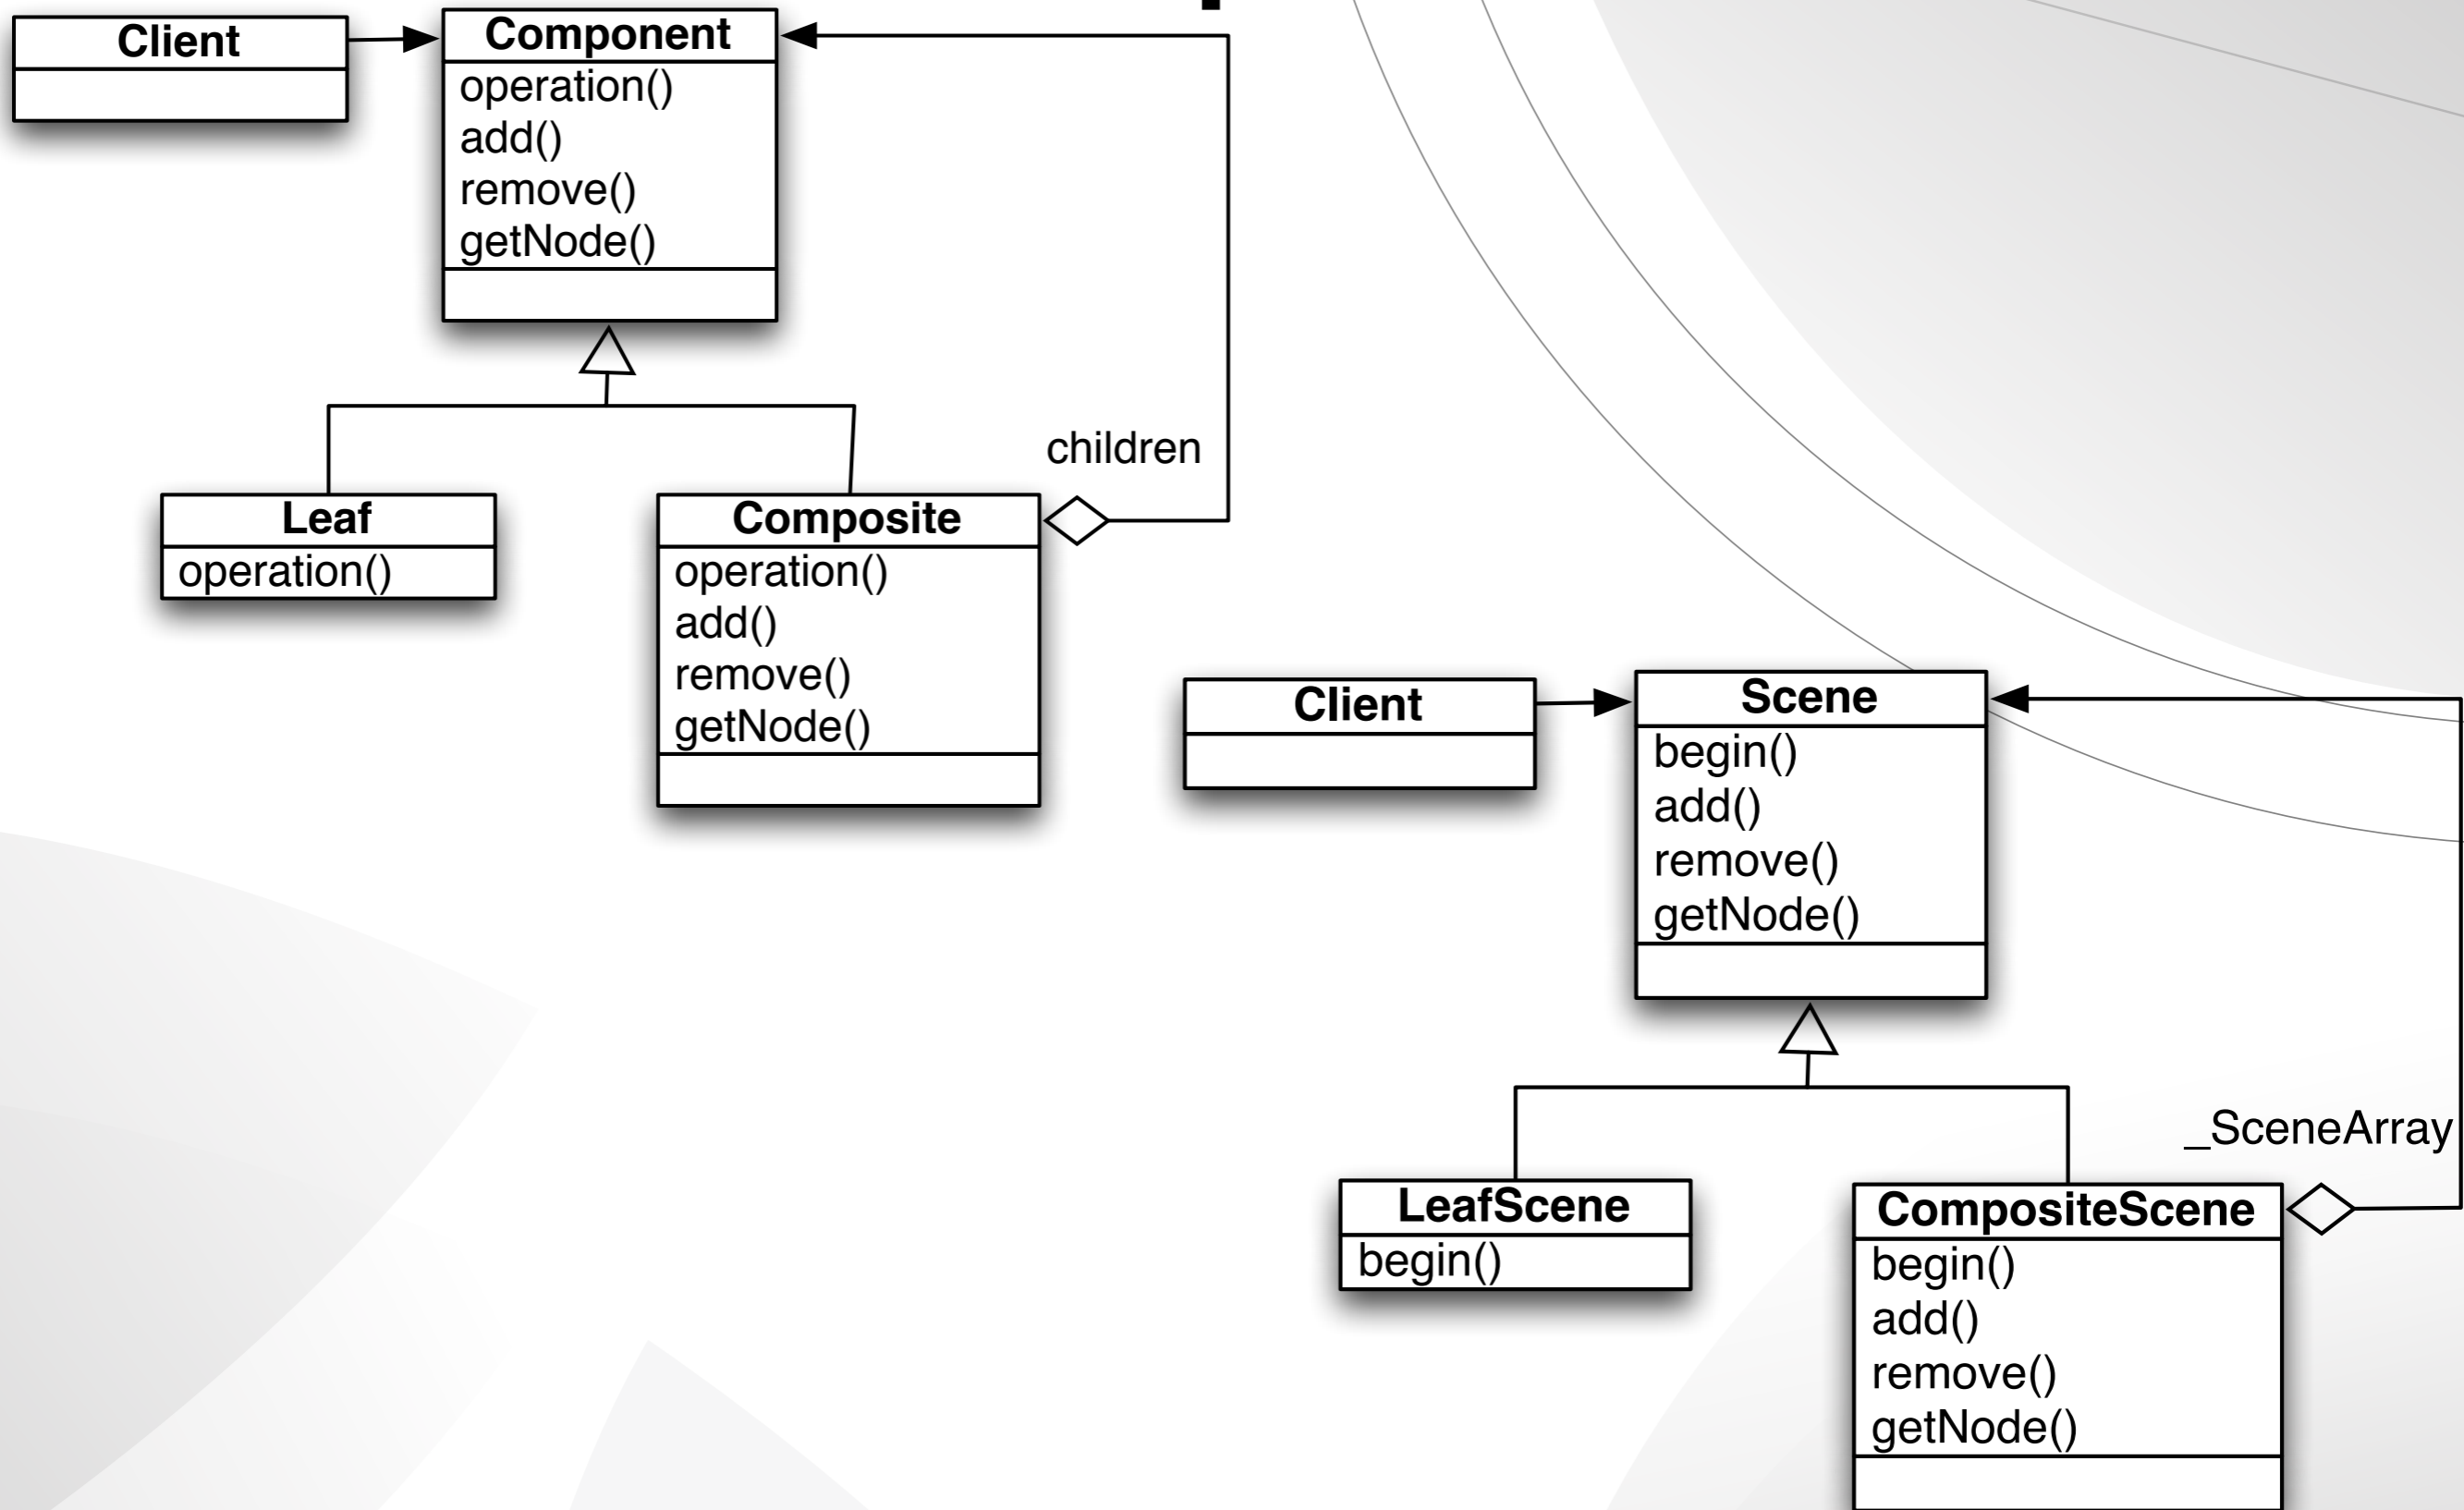 Client
Component
operation()
add()
remove()
getNode()
children
Leaf
operation()
Composite
operation()
add()
remove()
getNode()
Client
Scene
begin()
add()
remove()
getNode()
_SceneArray
LeafScene
begin()
CompositeScene
begin()
add()
remove()
getNode()